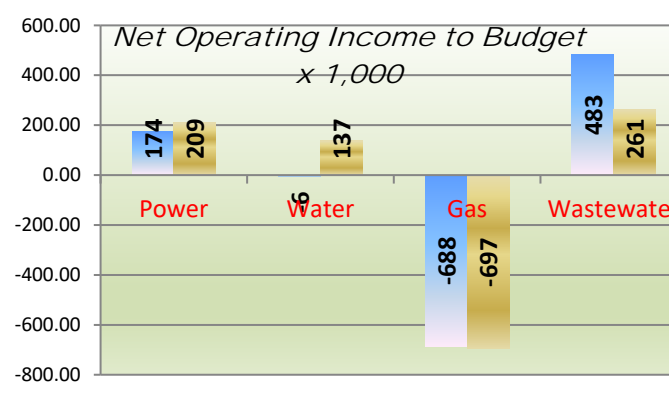 Net Operating Income to Budget
x 1,000
600.00
400.00
200.00
0.00
-200.00
-400.00
-600.00
-800.00
174
209
-6
137
-688
-697
483
261
Power
Water
Gas
Wastewate